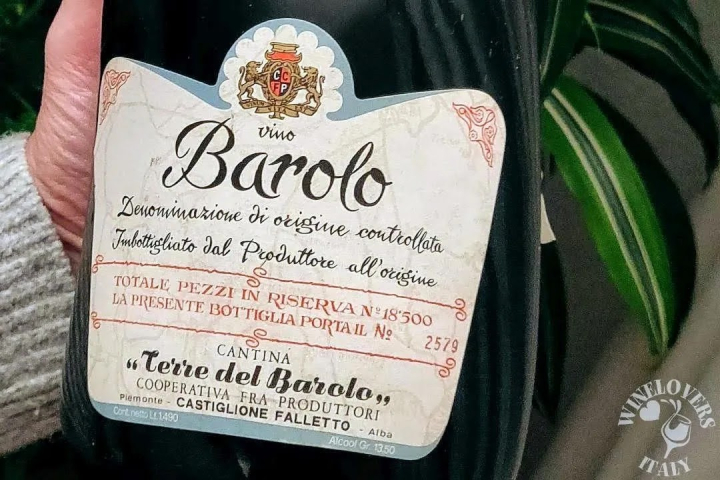 CCFP
vino
Barolo
Denominazione di origine controllata
Imbottigliato dal Produttore all'origine
TOTALE PEZZI IN RISERVA N° 18'500
LA PRESENTE BOTTIGLIA PORTA IL N° 2579
CANTINA
„Terre del Barolo„
COOPERATIVA FRA PRODUTTORI
Piemonte - CASTIGLIONE FALLETTO - Alba
Cont. netto Lt 1,490
Alcool Gr. 13,50
WINELOVERS
ITALY